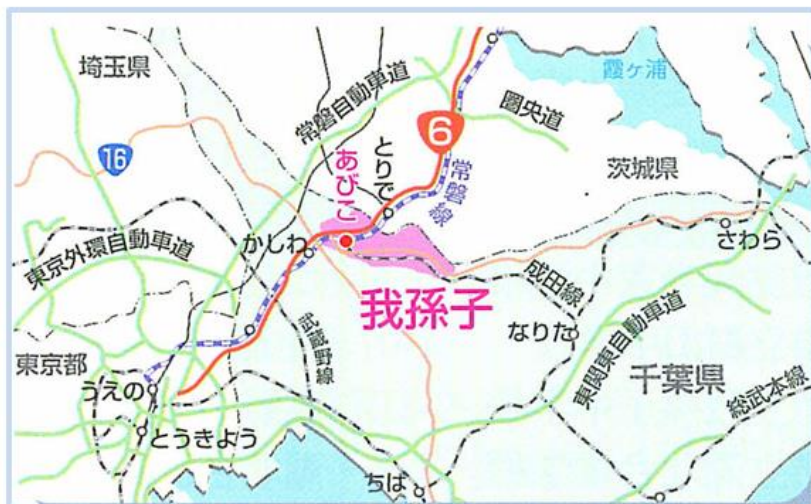 埼玉県
霞ヶ浦
常磐自動車道
圏央道
6
16
あびこ
とりで
常磐線
茨城県
かしわ
さわら
東京外環自動車道
我孫子
成田線
なりた
武蔵野線
東関東自動車道
東京都
千葉県
うえの
総武本線
とうきよう
ちば